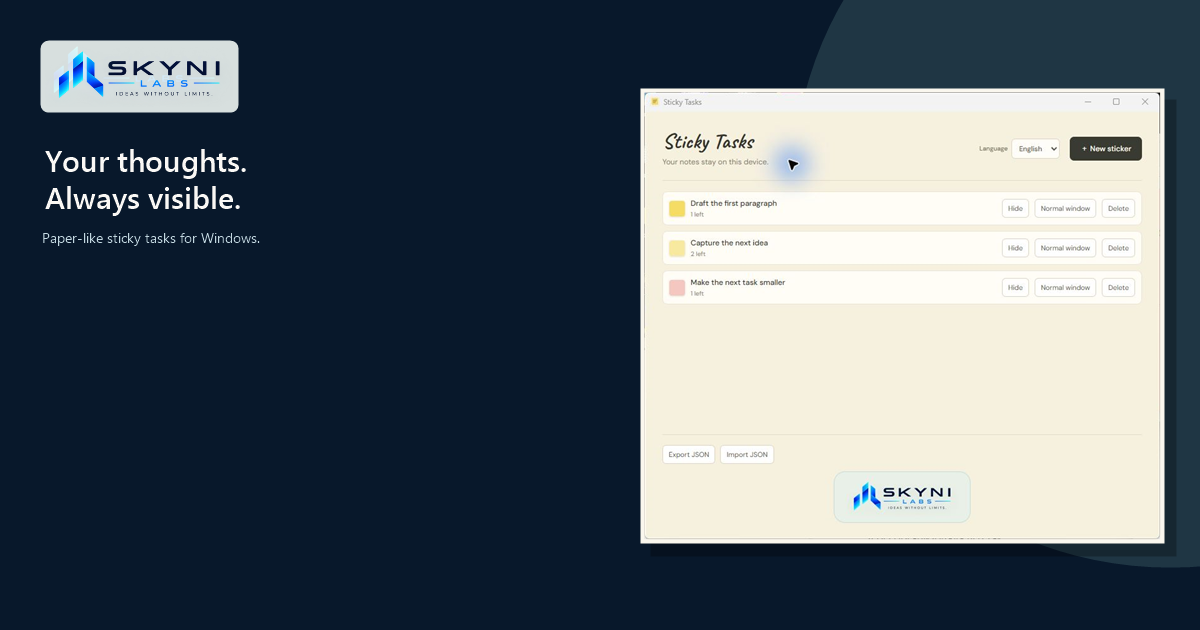 SKYNI
LABS
IDEAS WITHOUT LIMITS.
Your thoughts.
Always visible.
Paper-like sticky tasks for Windows.
Sticky Tasks
Sticky Tasks
Your notes stay on this device.
Language English + New sticker
Draft the first paragraph
1 left
Hide Normal window Delete
Capture the next idea
2 left
Hide Normal window Delete
Make the next task smaller
1 left
Hide Normal window Delete
Export JSON Import JSON
SKYNI
LABS
IDEAS WITHOUT LIMITS.